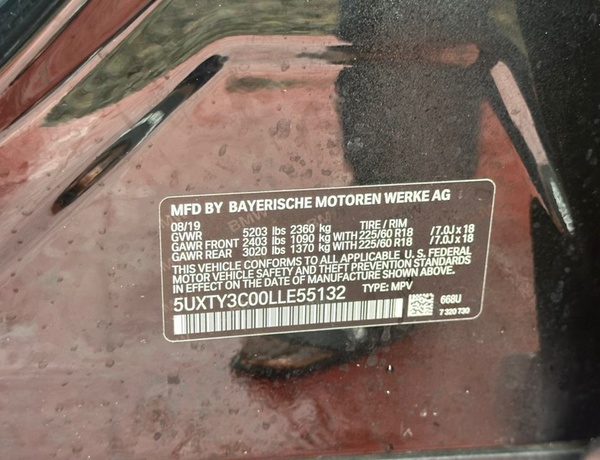 MFD BY BAYERISCHE MOTOREN WERKE AG
08/19 TIRE / RIM
GVWR 5203 lbs 2360 kg
GAWR FRONT 2403 lbs 1090 kg WITH 225/60 R18 /7.0J x 18
GAWR REAR 3020 lbs 1370 kg WITH 225/60 R18 /7.0J x 18
THIS VEHICLE CONFORMS TO ALL APPLICABLE U. S. FEDERAL
MOTOR VEHICLE SAFETY AND THEFT PREVENTION STANDARDS
IN EFFECT ON THE DATE OF MANUFACTURE SHOWN ABOVE.
5UXTY3C00LLE55132 TYPE: MPV
668U
7 320 730